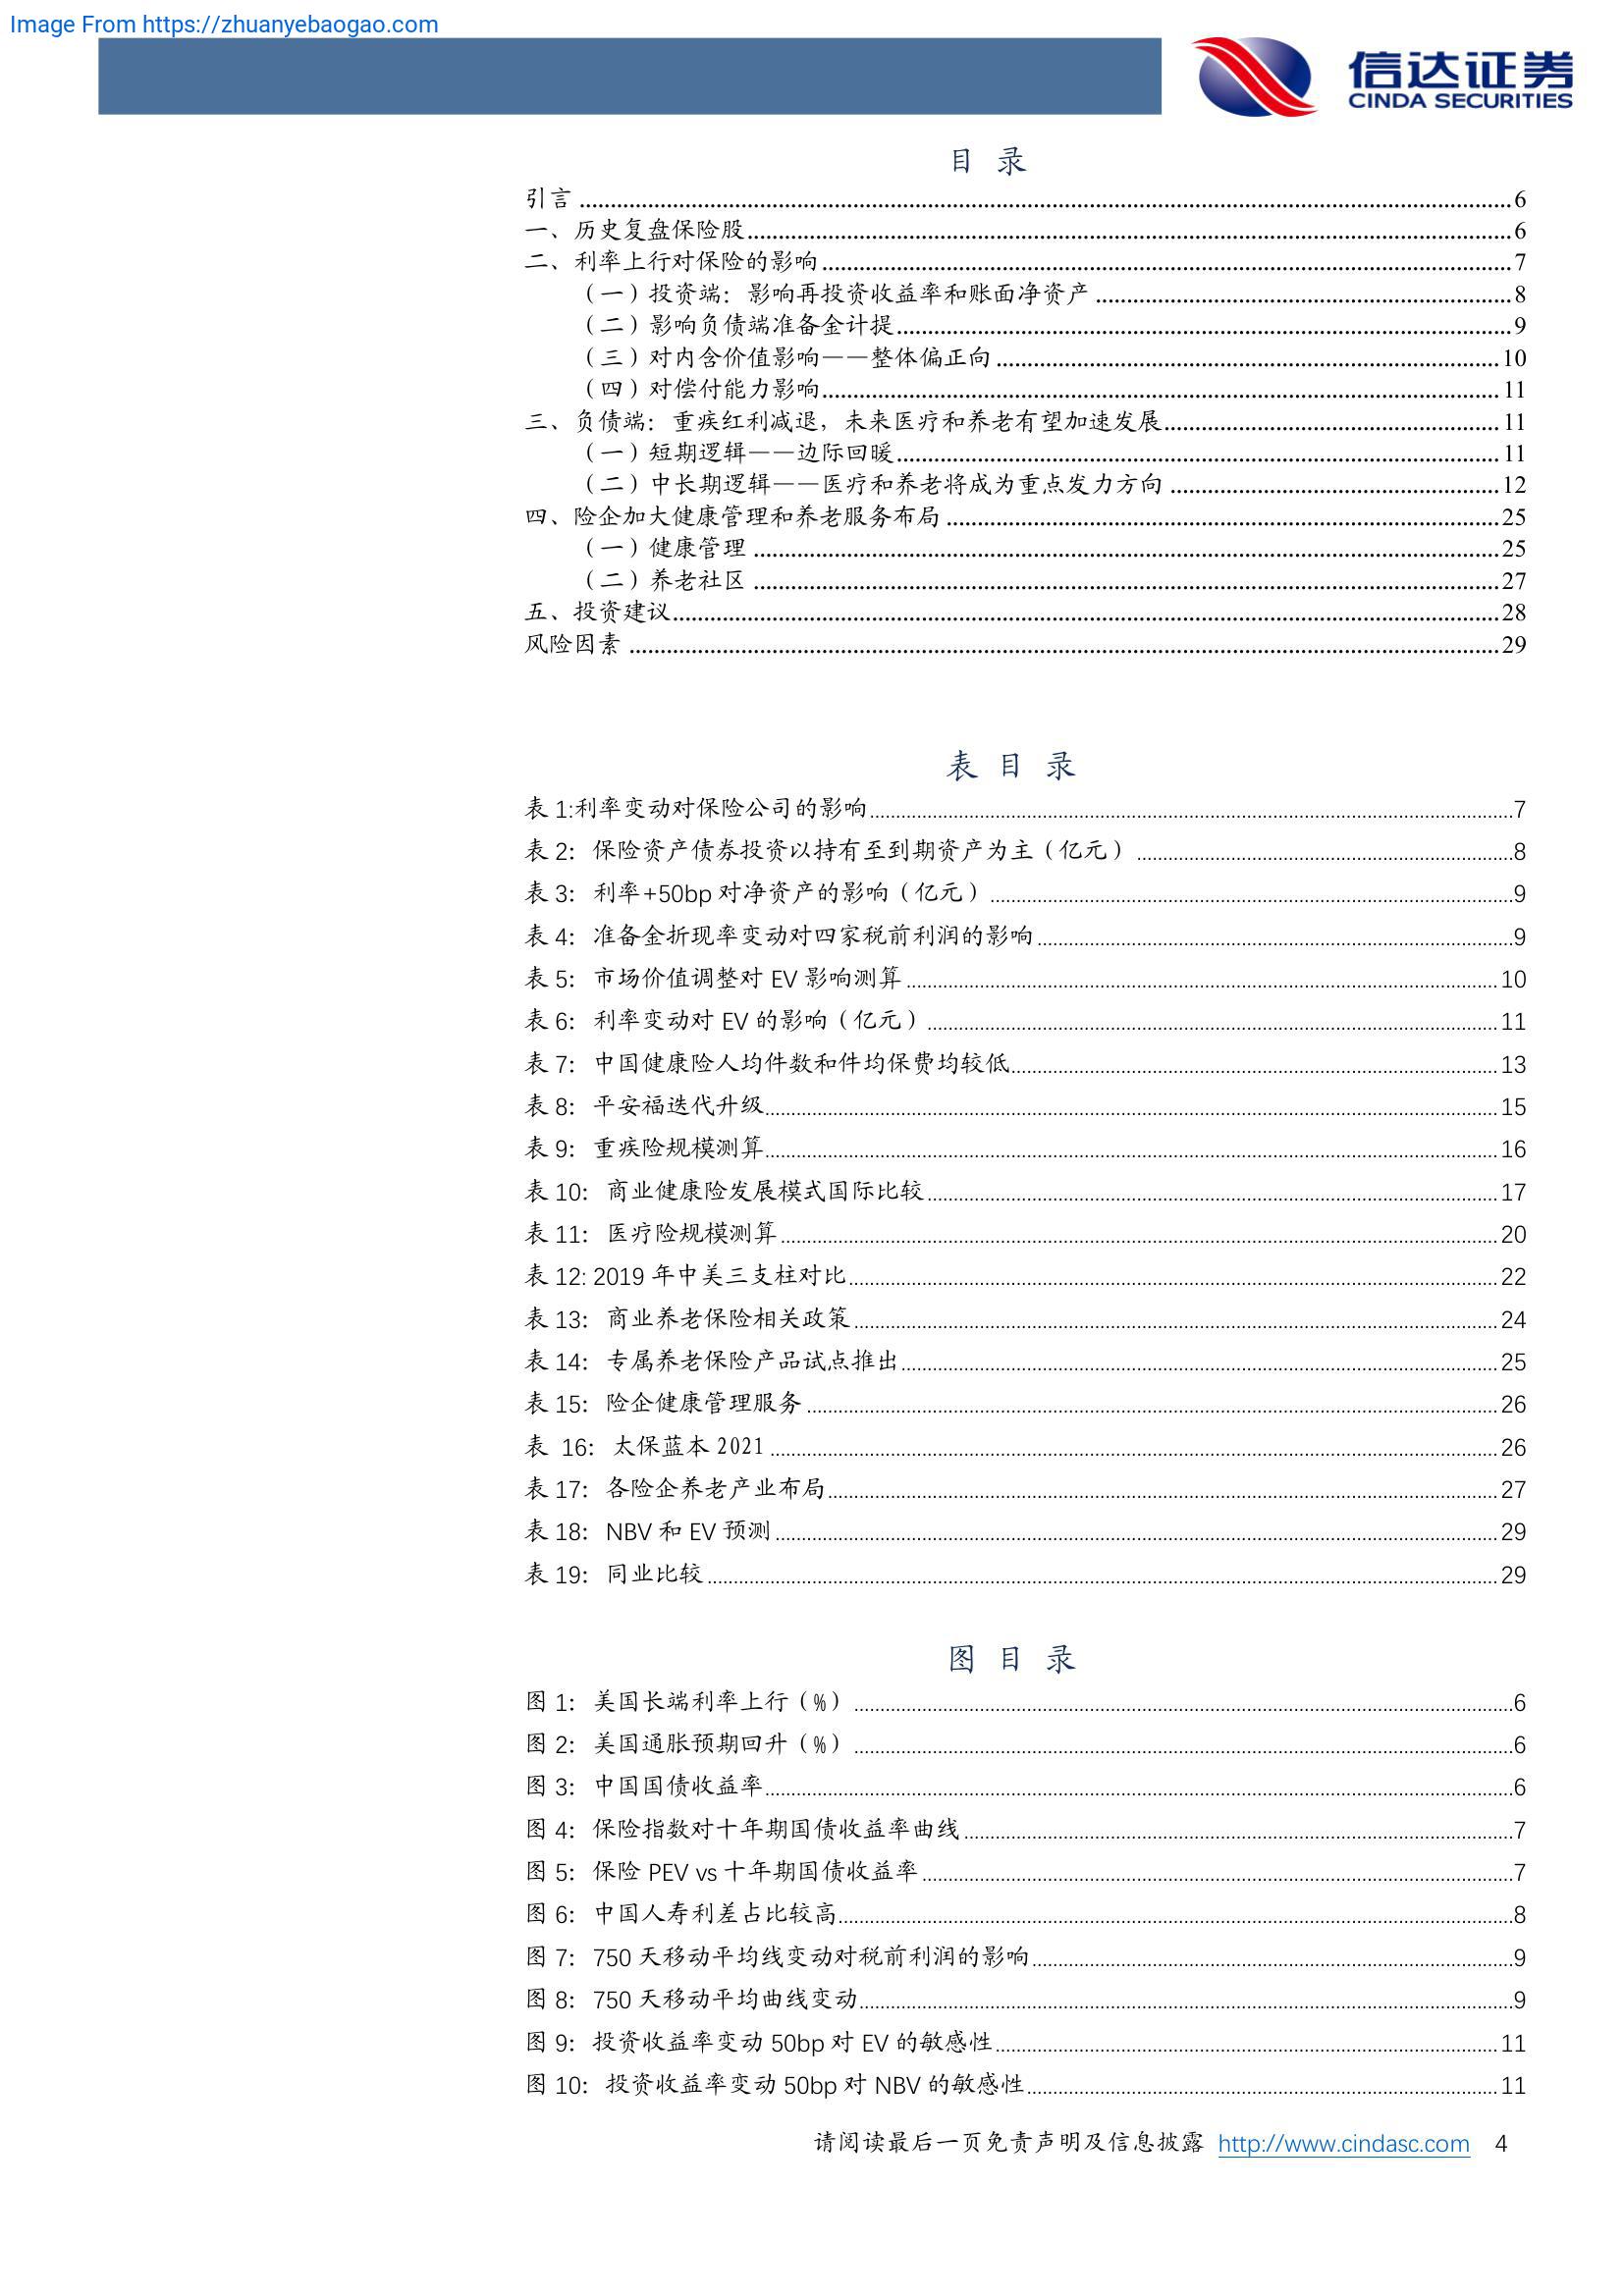 Image From https://zhuanyebaogao.com
信达证券
CINDA SECURITIES
目 录
引言 ........ 6
一、历史复盘保险股 ........ 6
二、利率上行对保险的影响 ........ 7
（一）投资端：影响再投资收益率和账面净资产 ........ 8
（二）影响负债端准备金计提 ........ 9
（三）对内含价值影响——整体偏正向 ........ 10
（四）对偿付能力影响 ........ 11
三、负债端：重疾红利减退，未来医疗和养老有望加速发展 ........ 11
（一）短期逻辑——边际回暖 ........ 11
（二）中长期逻辑——医疗和养老将成为重点发力方向 ........ 12
四、险企加大健康管理和养老服务布局 ........ 25
（一）健康管理 ........ 25
（二）养老社区 ........ 27
五、投资建议 ........ 28
风险因素 ........ 29
表 目 录
表 1:利率变动对保险公司的影响 ........ 7
表 2：保险资产债券投资以持有至到期资产为主（亿元） ........ 8
表 3：利率+50bp 对净资产的影响（亿元） ........ 9
表 4：准备金折现率变动对四家税前利润的影响 ........ 9
表 5：市场价值调整对 EV 影响测算 ........ 10
表 6：利率变动对 EV 的影响（亿元） ........ 11
表 7：中国健康险人均件数和件均保费均较低 ........ 13
表 8：平安福迭代升级 ........ 15
表 9：重疾险规模测算 ........ 16
表 10：商业健康险发展模式国际比较 ........ 17
表 11：医疗险规模测算 ........ 20
表 12: 2019 年中美三支柱对比 ........ 22
表 13：商业养老保险相关政策 ........ 24
表 14：专属养老保险产品试点推出 ........ 25
表 15：险企健康管理服务 ........ 26
表 16：太保蓝本 2021 ........ 26
表 17：各险企养老产业布局 ........ 27
表 18：NBV 和 EV 预测 ........ 29
表 19：同业比较 ........ 29
图 目 录
图 1：美国长端利率上行（%） ........ 6
图 2：美国通胀预期回升（%） ........ 6
图 3：中国国债收益率 ........ 6
图 4：保险指数对十年期国债收益率曲线 ........ 7
图 5：保险 PEV vs 十年期国债收益率 ........ 7
图 6：中国人寿利差占比较高 ........ 8
图 7：750 天移动平均线变动对税前利润的影响 ........ 9
图 8：750 天移动平均曲线变动 ........ 9
图 9：投资收益率变动 50bp 对 EV 的敏感性 ........ 11
图 10：投资收益率变动 50bp 对 NBV 的敏感性 ........ 11
请阅读最后一页免责声明及信息披露 http://www.cindasc.com 4